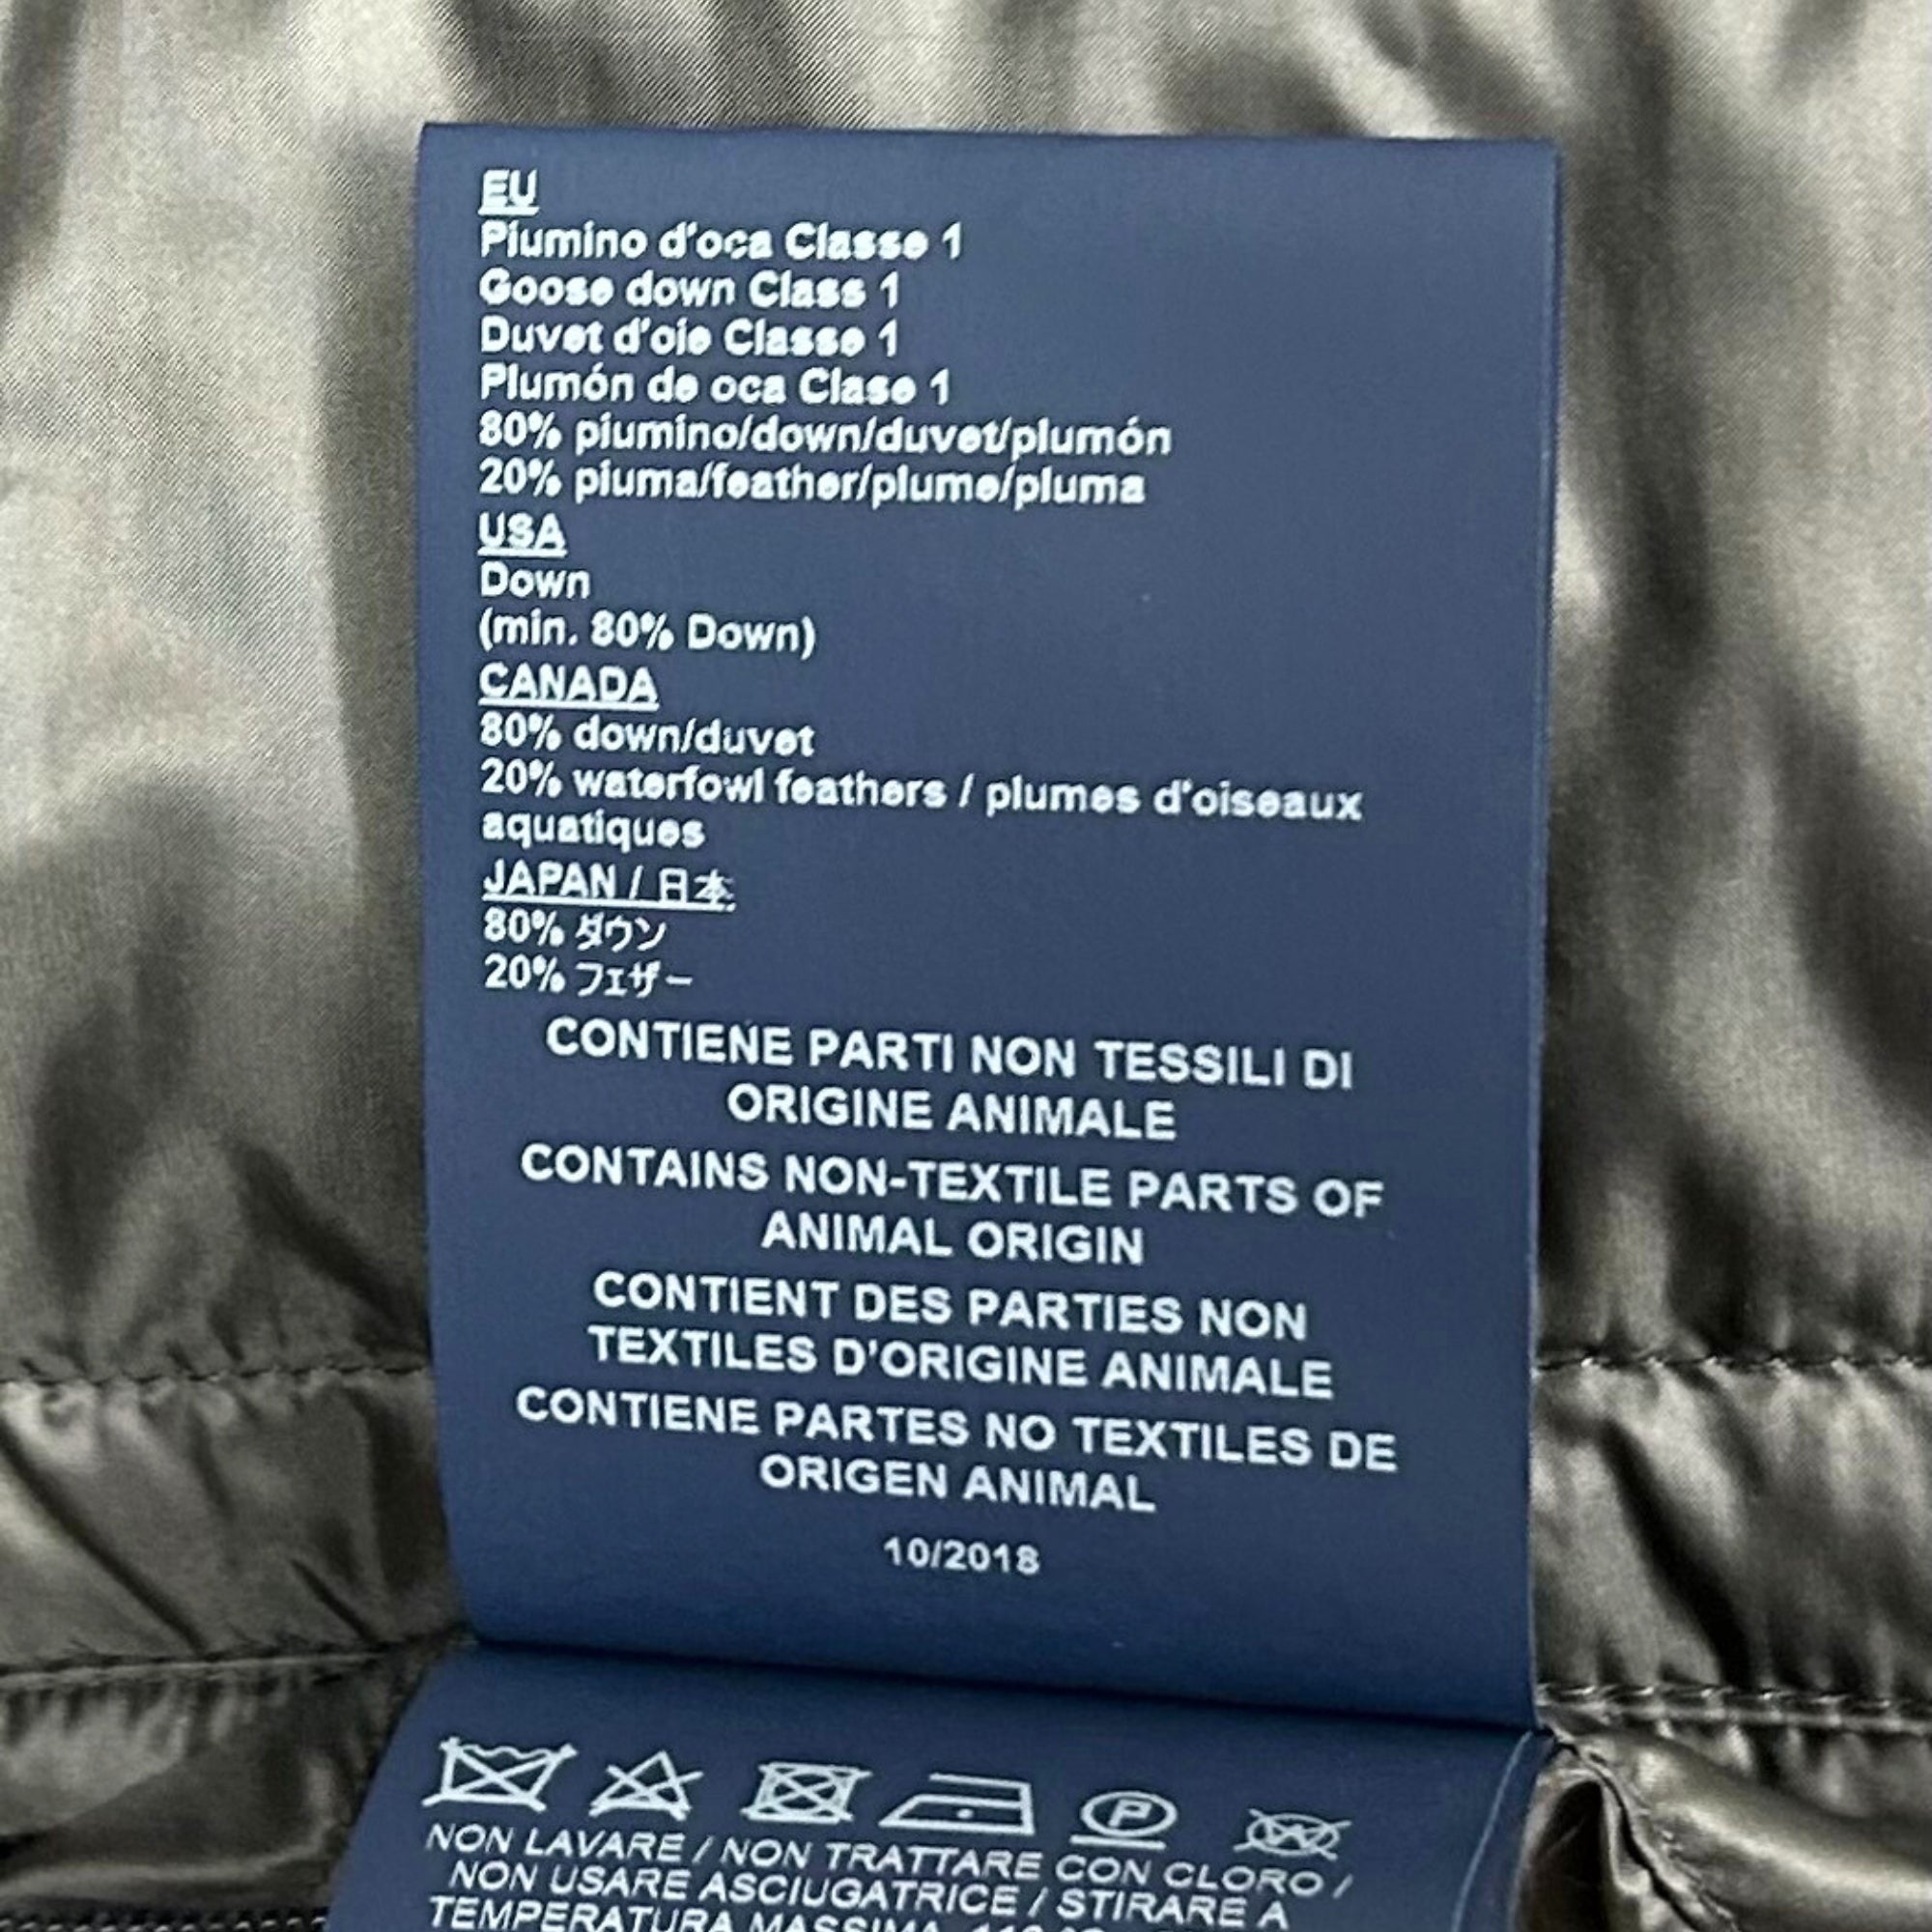 EU
Piumino d'oca Classe 1
Goose down Class 1
Duvet d'oie Classe 1
Plumón de oca Clase 1
80% piumino/down/duvet/plumón
20% piuma/feather/plume/pluma
USA
Down
(min. 80% Down)
CANADA
80% down/duvet
20% waterfowl feathers / plumes d'oiseaux
aquatiques
JAPAN / 日本
80% ダウン
20% フェザー
CONTIENE PARTI NON TESSILI DI
ORIGINE ANIMALE
CONTAINS NON-TEXTILE PARTS OF
ANIMAL ORIGIN
CONTIENT DES PARTIES NON
TEXTILES D'ORIGINE ANIMALE
CONTIENE PARTES NO TEXTILES DE
ORIGEN ANIMAL
10/2018
P W
NON LAVARE / NON TRATTARE CON CLORO /
NON USARE ASCIUGATRICE / STIRARE A
TEMPERATURA MASSIMA